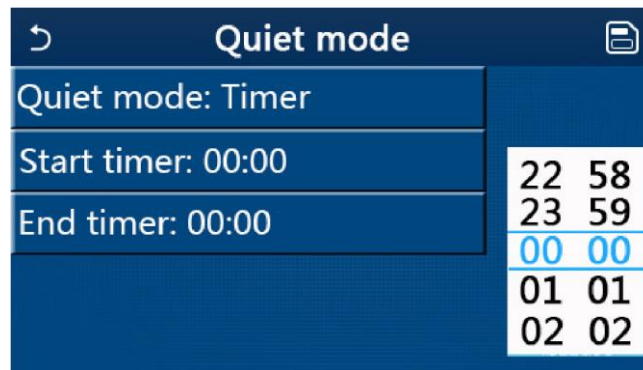 Quiet mode
Quiet mode: Timer
Start timer: 00:00
End timer: 00:00
22 58
23 59
00 00
01 01
02 02